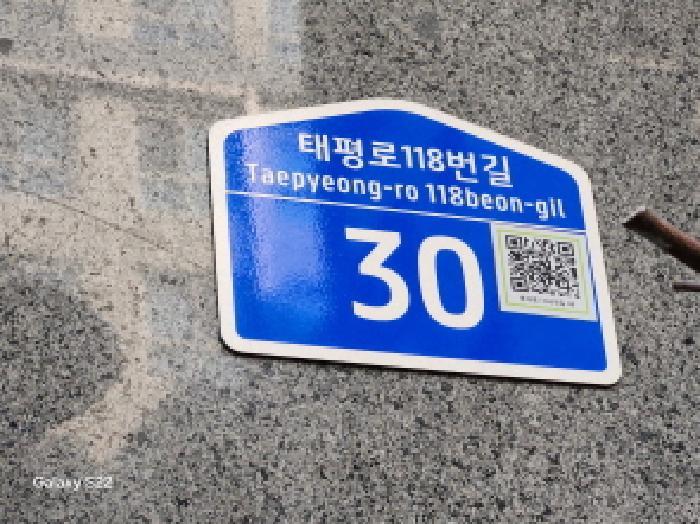 태평로118번길
Taepyeong-ro 118beon-gil
30
Galaxy S22